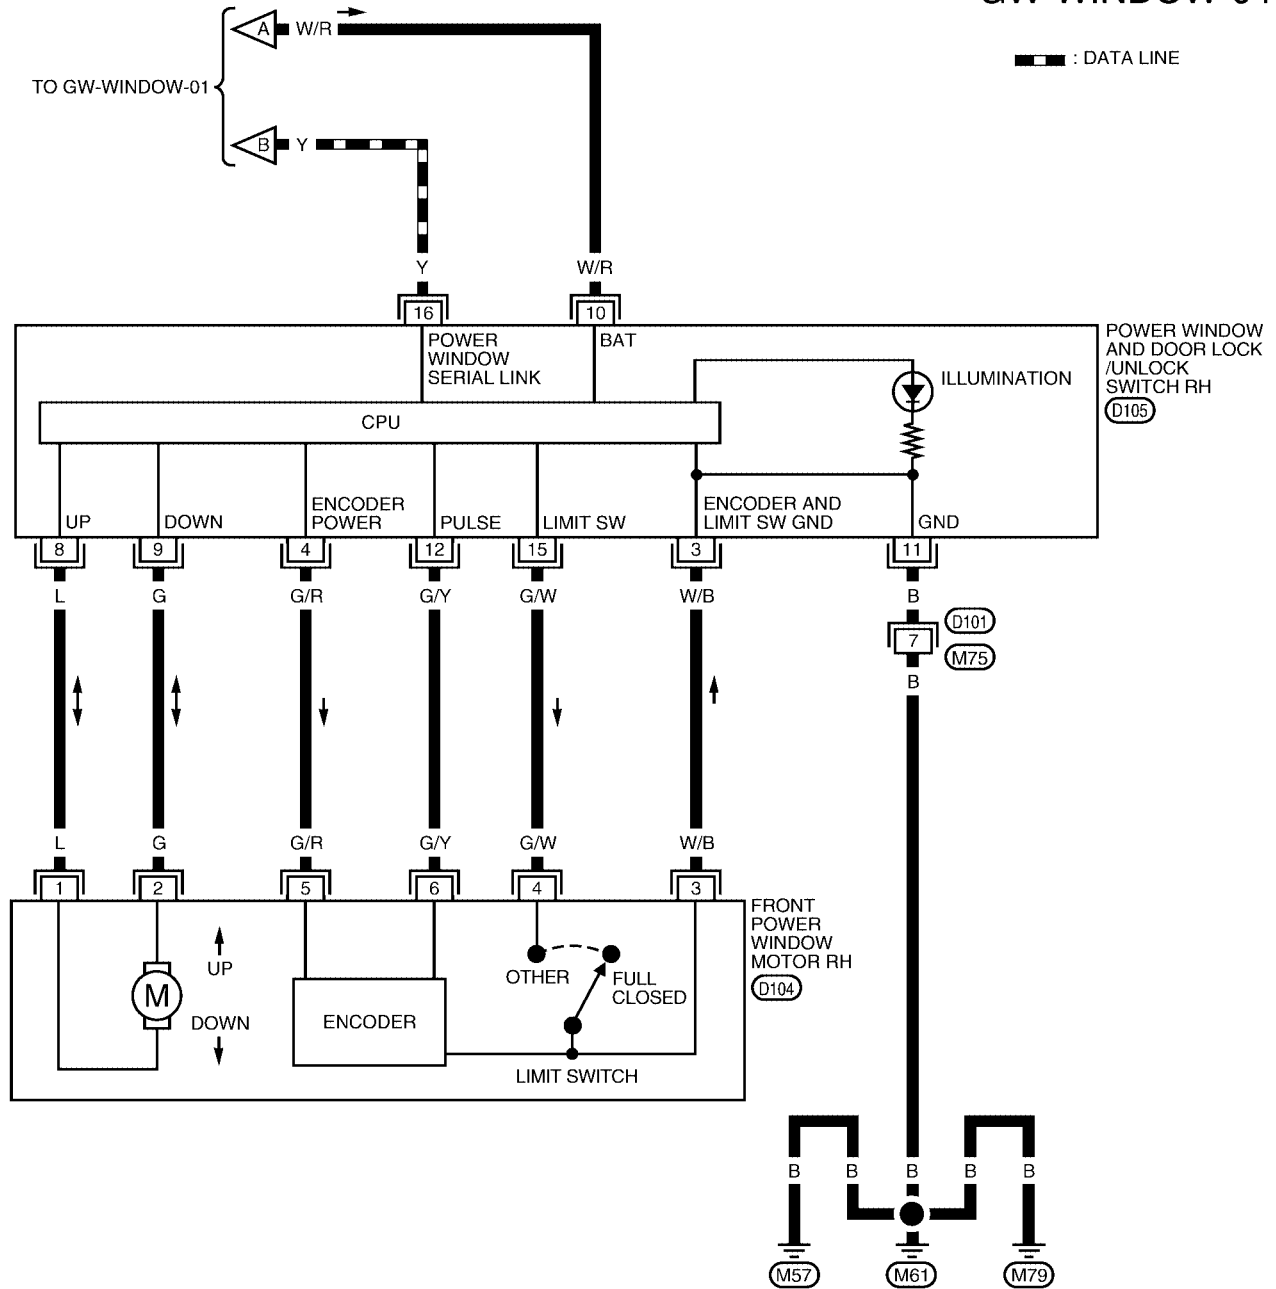 A W/R
: DATA LINE
TO GW-WINDOW-01
B Y
Y W/R
16 10
POWER
WINDOW
SERIAL LINK
BAT
POWER WINDOW
AND DOOR LOCK
/UNLOCK
SWITCH RH
D105
ILLUMINATION
CPU
UP
DOWN
ENCODER
POWER
PULSE
LIMIT SW
ENCODER AND
LIMIT SW GND
GND
8 9 4 12 15 3 11
L G G/R G/Y G/W W/B B
D101
7
M75
B
L G G/R G/Y G/W W/B
1 2 5 6 4 3
FRONT
POWER
WINDOW
MOTOR RH
D104
UP
M
DOWN
ENCODER
OTHER
FULL
CLOSED
LIMIT SWITCH
B B B B B
M57 M61 M79